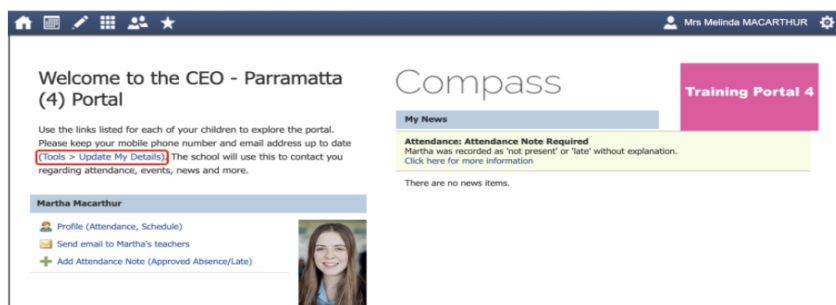 Mrs Melinda MACARTHUR
Welcome to the CEO - Parramatta
(4) Portal
Use the links listed for each of your children to explore the portal.
Please keep your mobile phone number and email address up to date
(Tools > Update My Details). The school will use this to contact you
regarding attendance, events, news and more.
Martha Macarthur
Profile (Attendance, Schedule)
Send email to Martha's teachers
Add Attendance Note (Approved Absence/Late)
Compass
Training Portal 4
My News
Attendance: Attendance Note Required
Martha was recorded as 'not present' or 'late' without explanation.
Click here for more information
There are no news items.